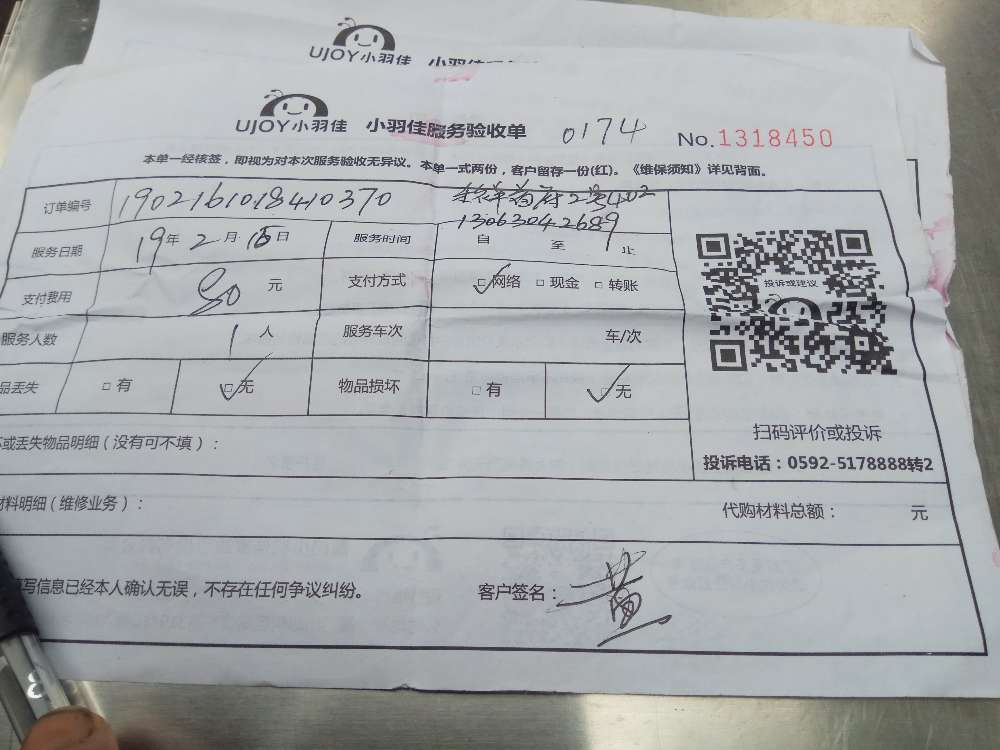 UJOY小羽佳
UJOY小羽佳 小羽佳服务验收单 0174 No.1318450
本单一经核签，即视为对本次服务验收无异议。本单一式两份，客户留存一份(红)。《维保须知》详见背面。
订单编号 1902161018410370 2号402
13063042689
服务日期 19年2月15日 服务时间 自 至 止
支付费用 80 元 支付方式 网络 现金 转账
服务人数 1 人 服务车次 车/次
品丢失 有 无 物品损坏 有 无
投诉或建议
扫码评价或投诉
投诉电话：0592-5178888转2
或丢失物品明细（没有可不填）：
材料明细（维修业务）： 代购材料总额： 元
写信息已经本人确认无误，不存在任何争议纠纷。 客户签名： 黄